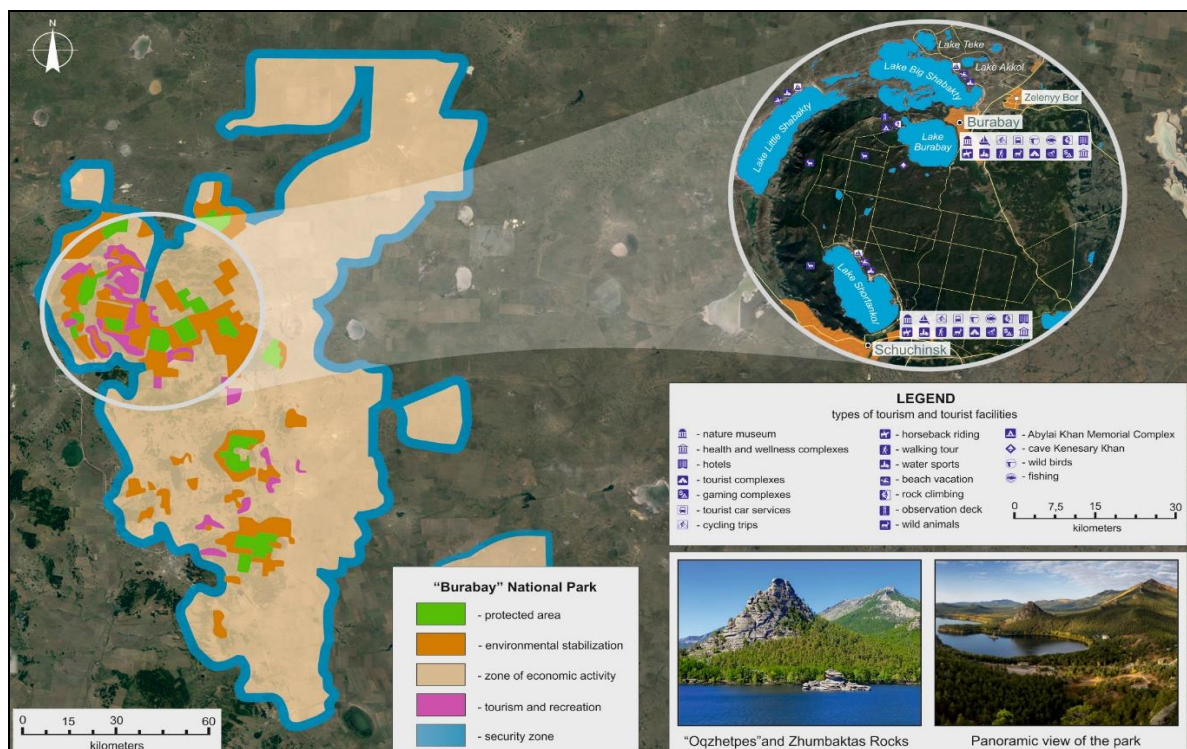 N
Lake Teke
Lake Big Shabakty
Lake Akkol
Zelenyy Bor
Burabay
Lake Burabay
Lake Little Shabakty
Lake Shortankol
Schuchinsk
LEGEND
types of tourism and tourist facilities
- nature museum
- health and wellness complexes
- hotels
- tourist complexes
- gaming complexes
- tourist car services
- cycling trips
- horseback riding
- walking tour
- water sports
- beach vacation
- rock climbing
- observation deck
- wild animals
- Abylai Khan Memorial Complex
- cave Kenesary Khan
- wild birds
- fishing
0 7,5 15 30
kilometers
"Burabay" National Park
- protected area
- environmental stabilization
- zone of economic activity
- tourism and recreation
- security zone
0 15 30 60
kilometers
"Oqzhetpes"and Zhumbaktas Rocks
Panoramic view of the park